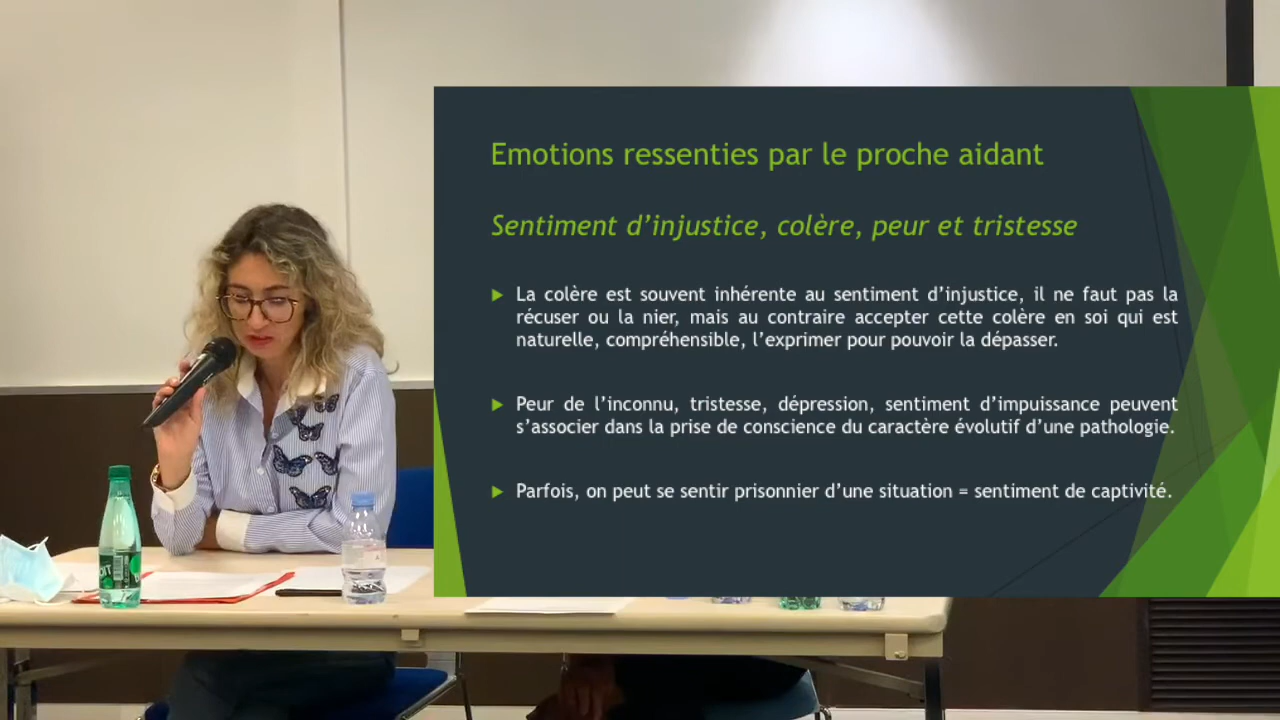 Emotions ressenties par le proche aidant
Sentiment d’injustice, colère, peur et tristesse
La colère est souvent inhérente au sentiment d’injustice, il ne faut pas la
récuser ou la nier, mais au contraire accepter cette colère en soi qui est
naturelle, compréhensible, l’exprimer pour pouvoir la dépasser.
Peur de l’inconnu, tristesse, dépression, sentiment d’impuissance peuvent
s’associer dans la prise de conscience du caractère évolutif d’une pathologie.
Parfois, on peut se sentir prisonnier d’une situation = sentiment de captivité.